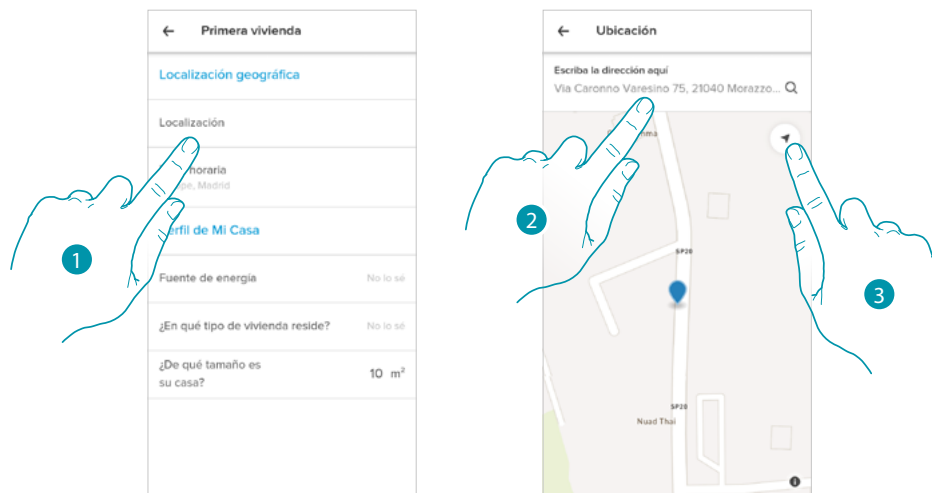 Primera vivienda
Localización geográfica
Localización
horaria
Madrid
erfil de Mi Casa
Fuente de energía
No lo sé
¿En qué tipo de vivienda reside?
No lo sé
¿De qué tamaño es
su casa?
10 m²
1
Ubicación
Escriba la dirección aquí
Via Caronno Varesino 75, 21040 Morazzo...
SP20
SP20
Nuad Thai
2
3